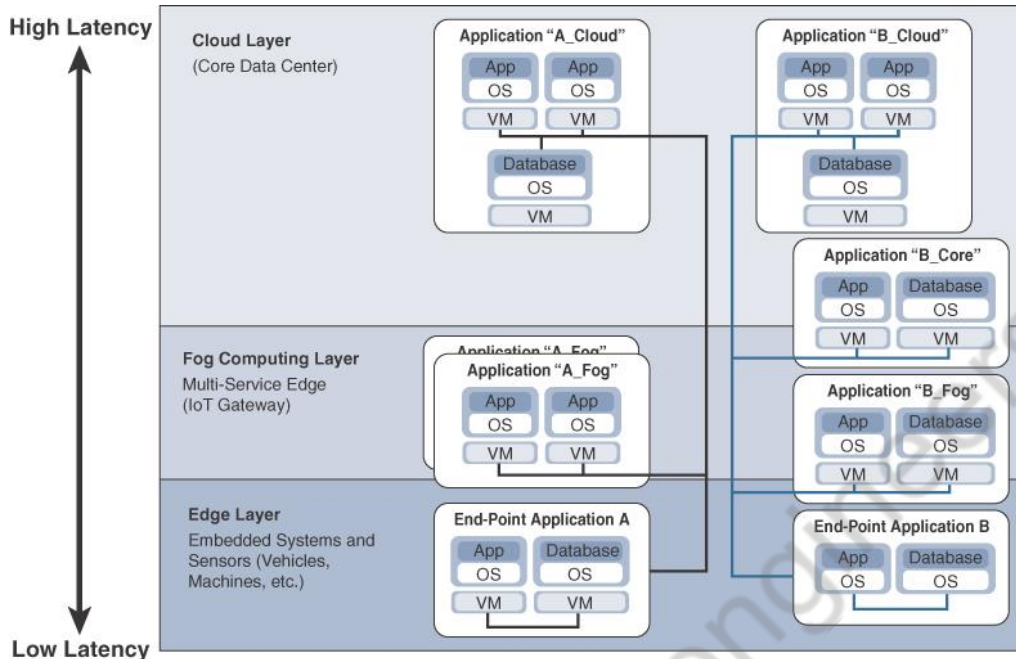 High Latency
Cloud Layer
(Core Data Center)
Application “A_Cloud”
App App
OS OS
VM VM
Database
OS
VM
Application “B_Cloud”
App App
OS OS
VM VM
Database
OS
VM
Application “B_Core”
App Database
OS OS
VM VM
Fog Computing Layer
Multi-Service Edge
(IoT Gateway)
Application “A_Fog”
Application “A_Fog”
App App
OS OS
VM VM
Application “B_Fog”
App Database
OS OS
VM VM
Edge Layer
Embedded Systems and
Sensors (Vehicles,
Machines, etc.)
End-Point Application A
App Database
OS OS
VM VM
End-Point Application B
App Database
OS OS
Low Latency